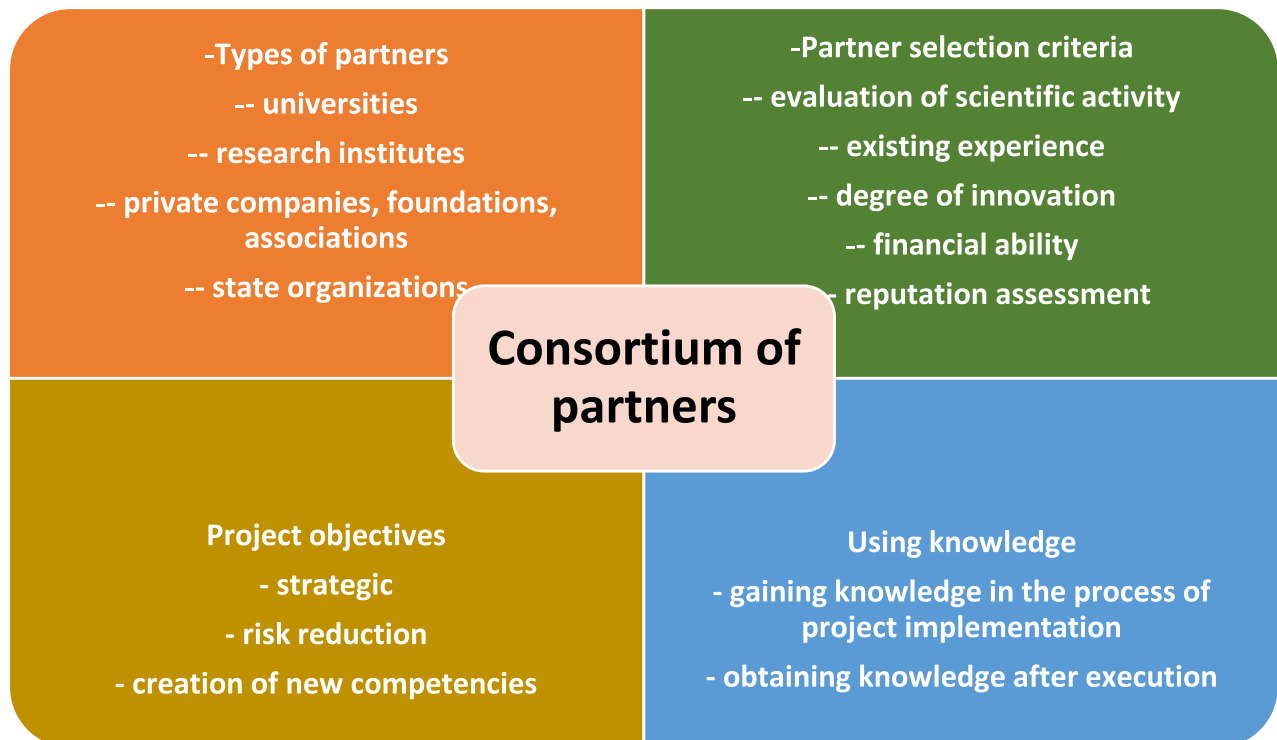 -Types of partners
-- universities
-- research institutes
-- private companies, foundations,
associations
-- state organizations
-Partner selection criteria
-- evaluation of scientific activity
-- existing experience
-- degree of innovation
-- financial ability
- reputation assessment
Consortium of
partners
Project objectives
- strategic
- risk reduction
- creation of new competencies
Using knowledge
- gaining knowledge in the process of
project implementation
- obtaining knowledge after execution